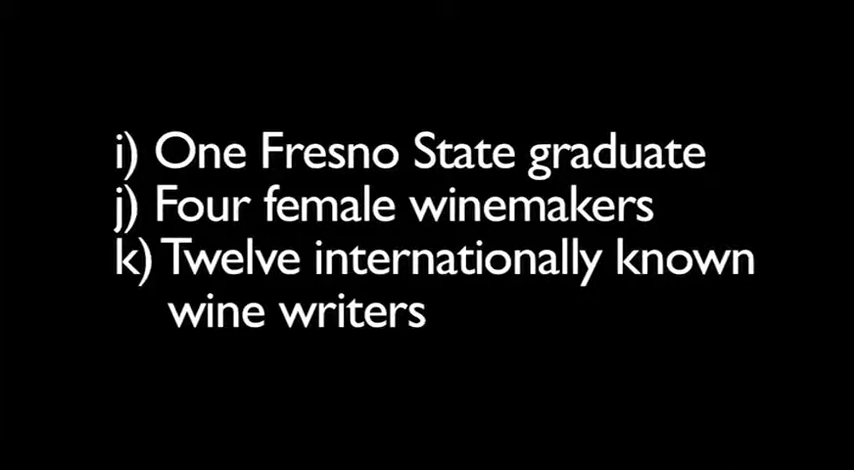 i) One Fresno State graduate
j) Four female winemakers
k) Twelve internationally known
wine writers